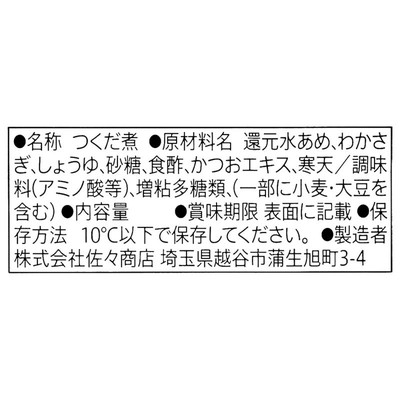 ●名称 つくだ煮 ●原材料名 還元水あめ、わかさ
ぎ、しょうゆ、砂糖、食酢、かつおエキス、寒天／調味
料(アミノ酸等)、増粘多糖類、(一部に小麦・大豆を
含む) ●内容量 ●賞味期限 表面に記載 ●保
存方法 10℃以下で保存してください。 ●製造者
株式会社佐々商店 埼玉県越谷市蒲生旭町3-4